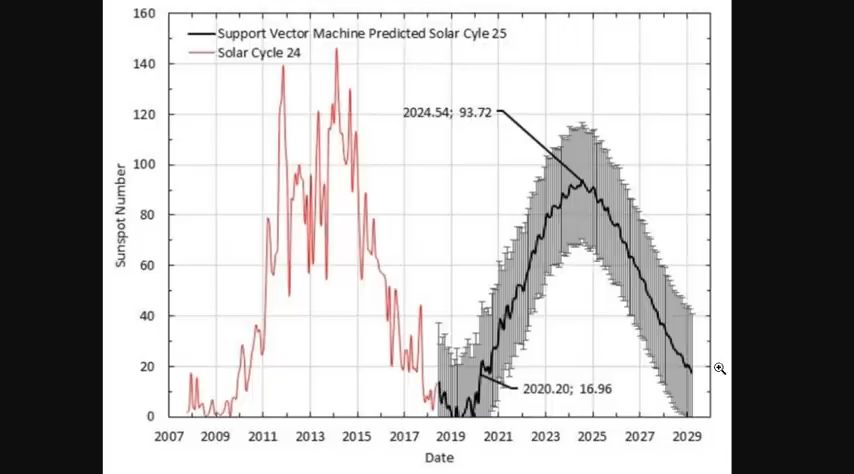 160
Support Vector Machine Predicted Solar Cyle 25
Solar Cycle 24
140
120
2024.54; 93.72
100
Sunspot Number
80
60
40
20
2020.20; 16.96
0
2007 2009 2011 2013 2015 2017 2019 2021 2023 2025 2027 2029
Date